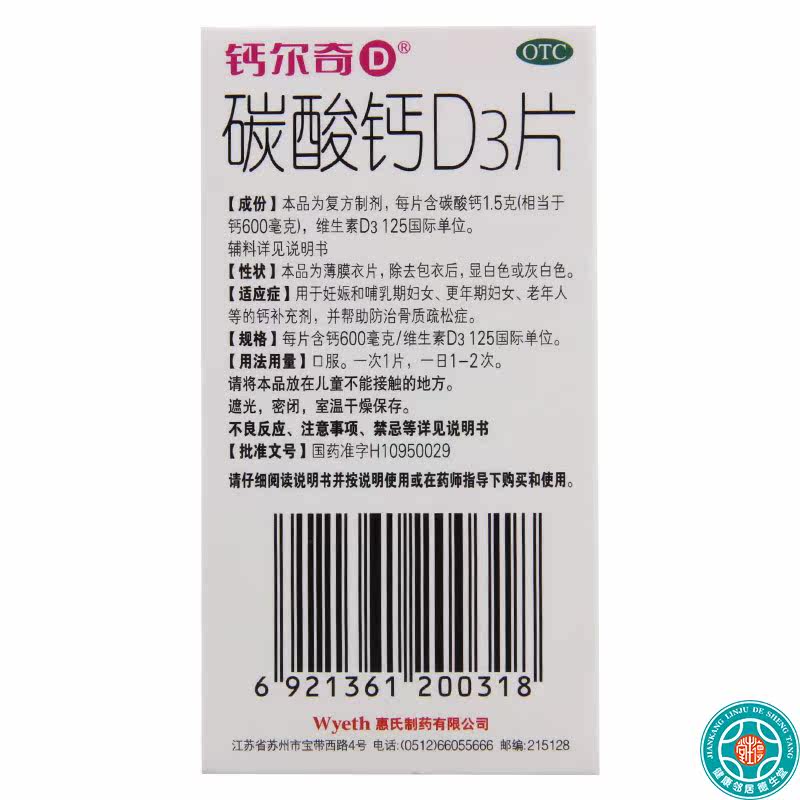 钙尔奇D®
OTC
碳酸钙D3片
【成份】本品为复方制剂，每片含碳酸钙1.5克(相当于
钙600毫克)，维生素D3 125国际单位。
辅料详见说明书
【性状】本品为薄膜衣片，除去包衣后，显白色或灰白色。
【适应症】用于妊娠和哺乳期妇女、更年期妇女、老年人
等的钙补充剂，并帮助防治骨质疏松症。
【规格】每片含钙600毫克/维生素D3 125国际单位。
【用法用量】口服。一次1片，一日1-2次。
请将本品放在儿童不能接触的地方。
遮光，密闭，室温干燥保存。
不良反应、注意事项、禁忌等详见说明书
【批准文号】国药准字H10950029
请仔细阅读说明书并按说明使用或在药师指导下购买和使用。
6 921361 200318
Wyeth 惠氏制药有限公司
江苏省苏州市宝带西路4号 电话:(0512)66055666 邮编:215128
JIANKANG LINJU DE SHENG TANG
健康邻居德生堂